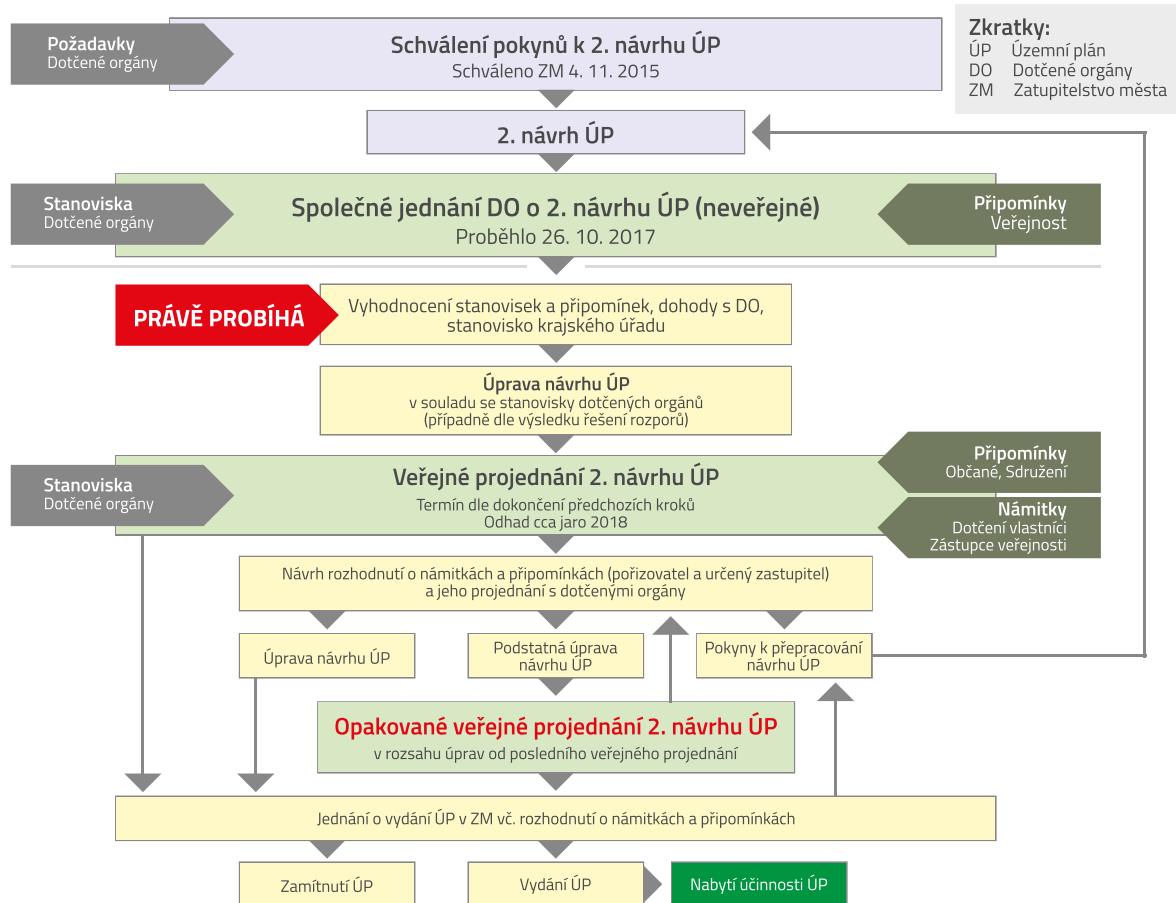 Požadavky
Dotčené orgány
Schválení pokynů k 2. návrhu ÚP
Schváleno ZM 4. 11. 2015
Zkratky:
ÚP Územní plán
DO Dotčené orgány
ZM Zatupitelstvo města
2. návrh ÚP
Stanoviska
Dotčené orgány
Společné jednání DO o 2. návrhu ÚP (neveřejné)
Proběhlo 26. 10. 2017
Připomínky
Veřejnost
PRÁVĚ PROBÍHÁ
Vyhodnocení stanovisek a připomínek, dohody s DO,
stanovisko krajského úřadu
Úprava návrhu ÚP
v souladu se stanovisky dotčených orgánů
(případně dle výsledku řešení rozporů)
Stanoviska
Dotčené orgány
Veřejné projednání 2. návrhu ÚP
Termín dle dokončení předchozích kroků
Odhad cca jaro 2018
Připomínky
Občané, Sdružení
Námitky
Dotčení vlastníci
Zástupce veřejnosti
Návrh rozhodnutí o námitkách a připomínkách (pořizovatel a určený zastupitel)
a jeho projednání s dotčenými orgány
Úprava návrhu ÚP
Podstatná úprava
návrhu ÚP
Pokyny k přepracování
návrhu ÚP
Opakované veřejné projednání 2. návrhu ÚP
v rozsahu úprav od posledního veřejného projednání
Jednání o vydání ÚP v ZM vč. rozhodnutí o námitkách a připomínkách
Zamítnutí ÚP
Vydání ÚP
Nabytí účinnosti ÚP